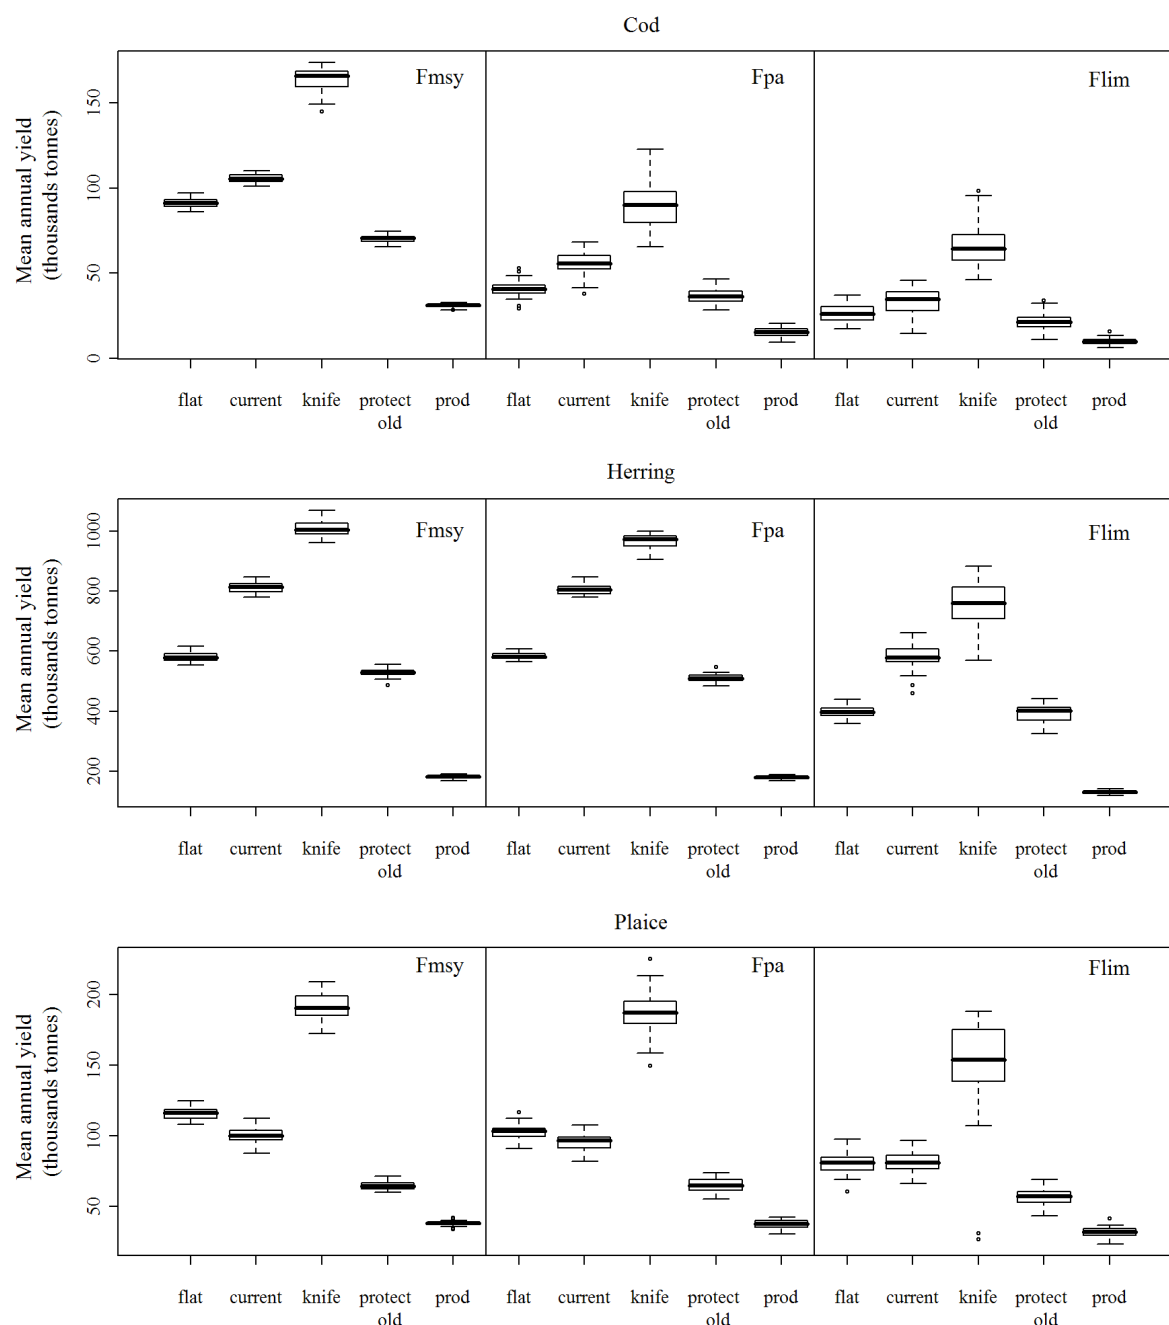 Cod
Mean annual yield
(thousands tonnes)
0 50 100 150
Fmsy Fpa Flim
flat current knife protect old prod flat current knife protect old prod flat current knife protect old prod
Herring
Mean annual yield
(thousands tonnes)
200 400 600 800 1000
Fmsy Fpa Flim
flat current knife protect old prod flat current knife protect old prod flat current knife protect old prod
Plaice
Mean annual yield
(thousands tonnes)
50 100 150 200
Fmsy Fpa Flim
flat current knife protect old prod flat current knife protect old prod flat current knife protect old prod